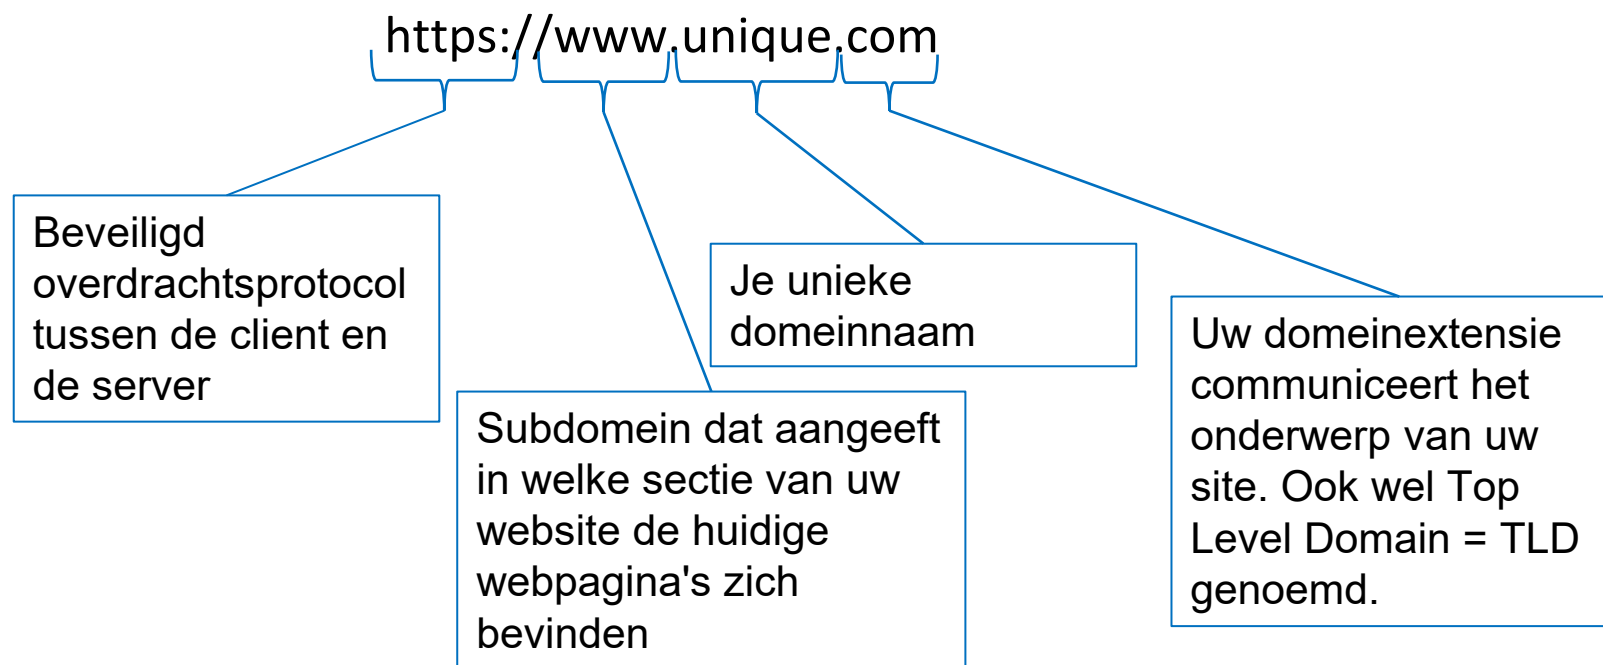 https://www.unique.com
Beveiligd
overdrachtsprotocol
tussen de client en
de server
Subdomein dat aangeeft
in welke sectie van uw
website de huidige
webpagina's zich
bevinden
Je unieke
domeinnaam
Uw domeinextensie
communiceert het
onderwerp van uw
site. Ook wel Top
Level Domain = TLD
genoemd.